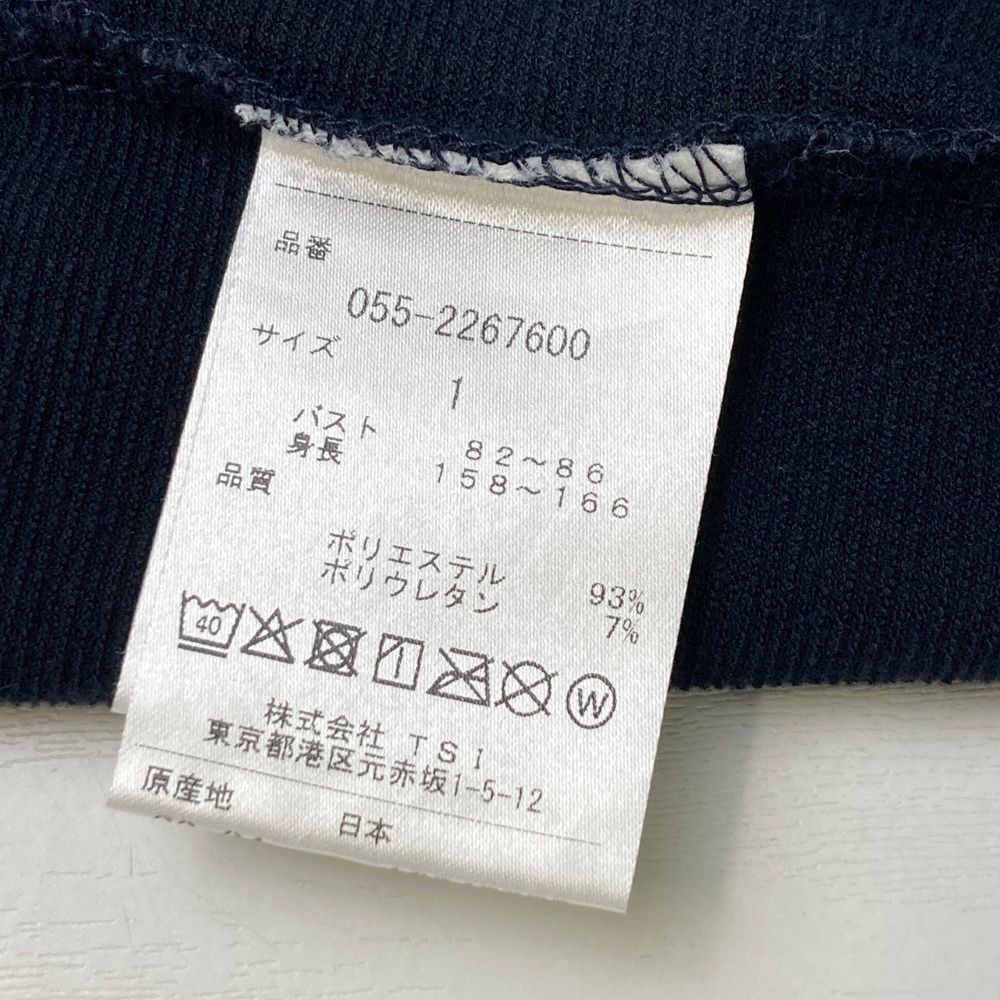 品番
055-2267600
サイズ
1
バスト 82～86
身長 158～166
品質
ポリエステル 93%
ポリウレタン 7%
40
W
株式会社 TSI
東京都港区元赤坂1-5-12
原産地
日本